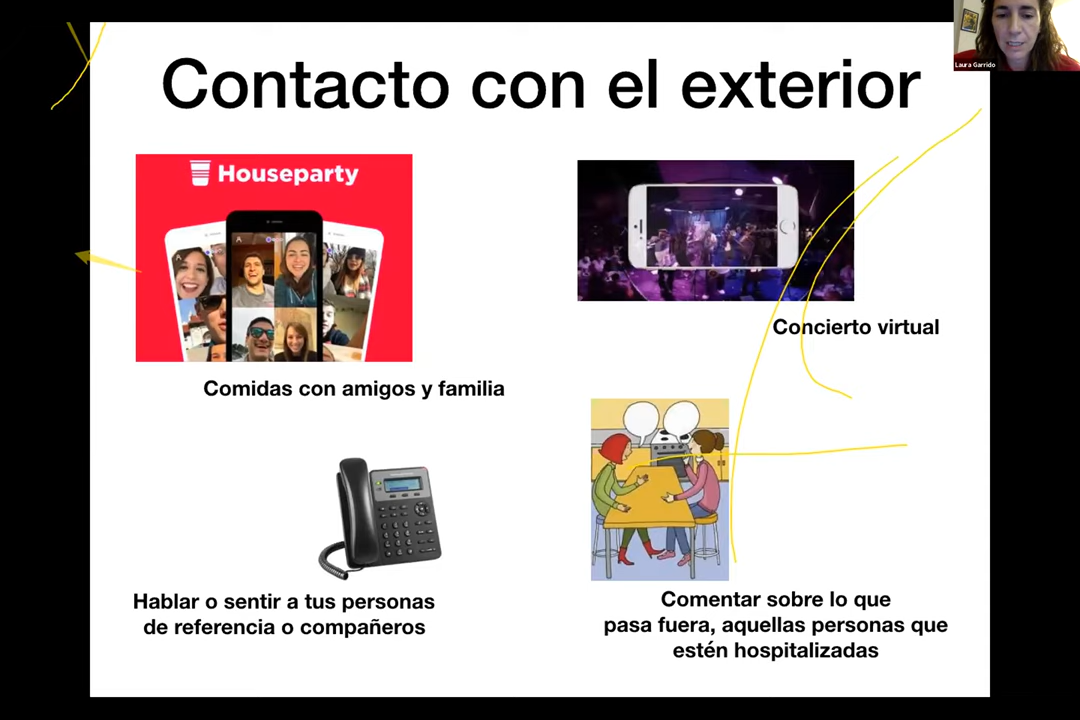 Contacto con el exterior
Laura Garrido
Houseparty
Comidas con amigos y familia
Concierto virtual
Hablar o sentir a tus personas
de referencia o compañeros
Comentar sobre lo que
pasa fuera, aquellas personas que
estén hospitalizadas